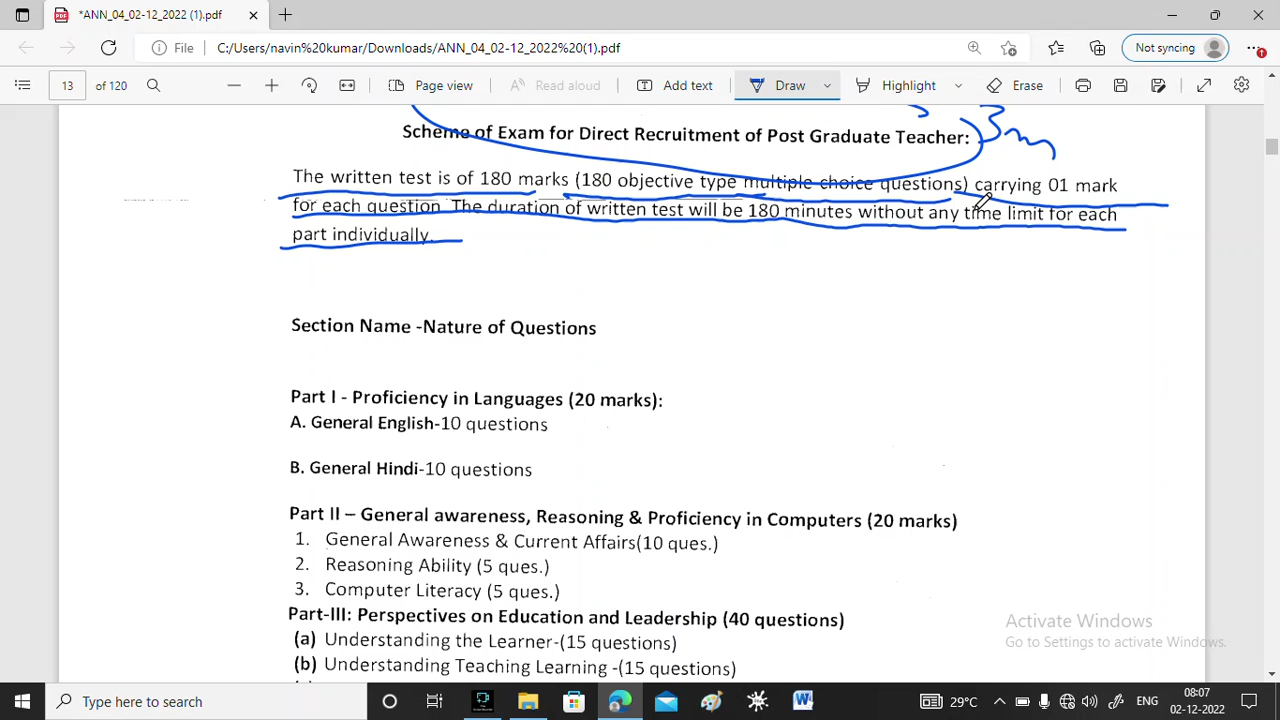 *ANN_04_02-12_2022 (1).pdf
File C:/Users/navin%20kumar/Downloads/ANN_04_02-12_2022%20(1).pdf Not syncing
13 of 120 Page view Read aloud Add text Draw Highlight Erase
3m
Scheme of Exam for Direct Recruitment of Post Graduate Teacher:
The written test is of 180 marks (180 objective type multiple choice questions) carrying 01 mark
for each question. The duration of written test will be 180 minutes without any time limit for each
part individually.
Section Name -Nature of Questions
Part I - Proficiency in Languages (20 marks):
A. General English-10 questions
B. General Hindi-10 questions
Part II – General awareness, Reasoning & Proficiency in Computers (20 marks)
1. General Awareness & Current Affairs(10 ques.)
2. Reasoning Ability (5 ques.)
3. Computer Literacy (5 ques.)
Part-III: Perspectives on Education and Leadership (40 questions)
(a) Understanding the Learner-(15 questions)
(b) Understanding Teaching Learning -(15 questions)
Activate Windows
Go to Settings to activate Windows.
Type here to search 29°C ENG 08:07
02-12-2022